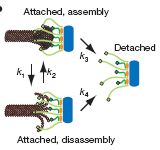 Attached, assembly
Detached
k3
k1
k2
k4
Attached, disassembly